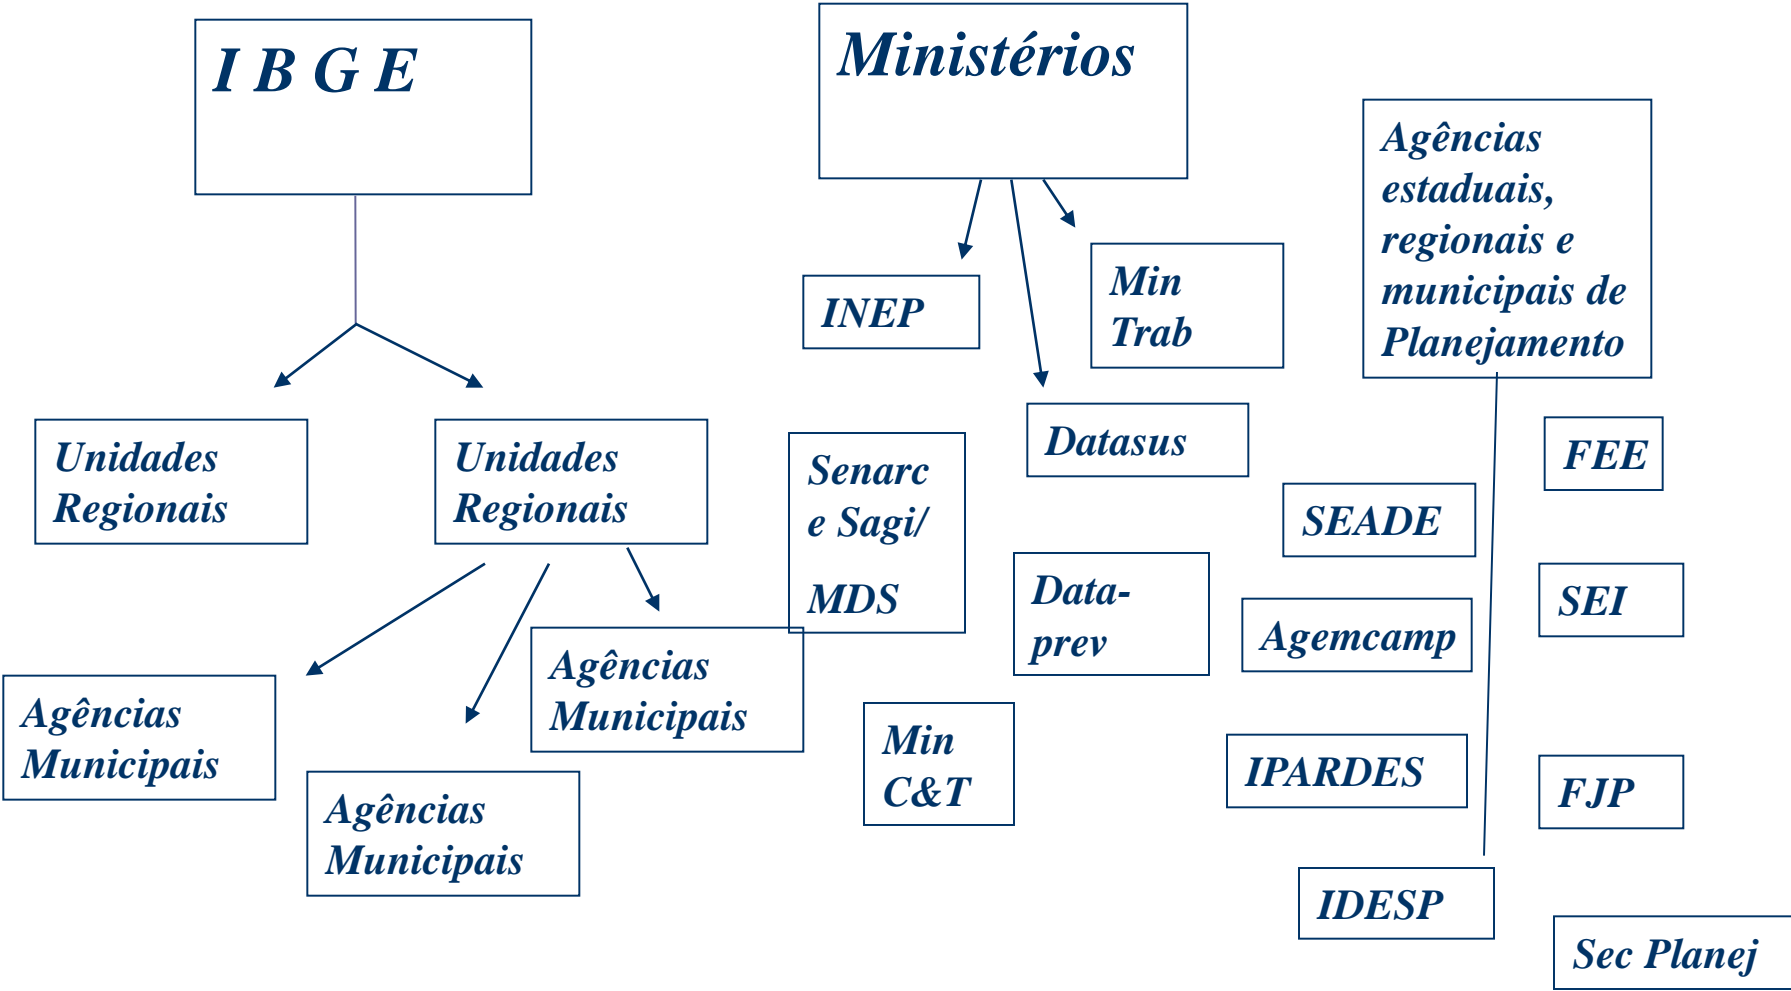 I B G E
Ministérios
Agências
estaduais,
regionais e
municipais de
Planejamento
INEP
Min
Trab
Unidades
Regionais
Unidades
Regionais
Senarc
e Sagi/
MDS
Datasus
FEE
SEADE
Data-
prev
SEI
Agemcamp
Agências
Municipais
Agências
Municipais
Agências
Municipais
Min
C&T
IPARDES
FJP
IDESP
Sec Planej